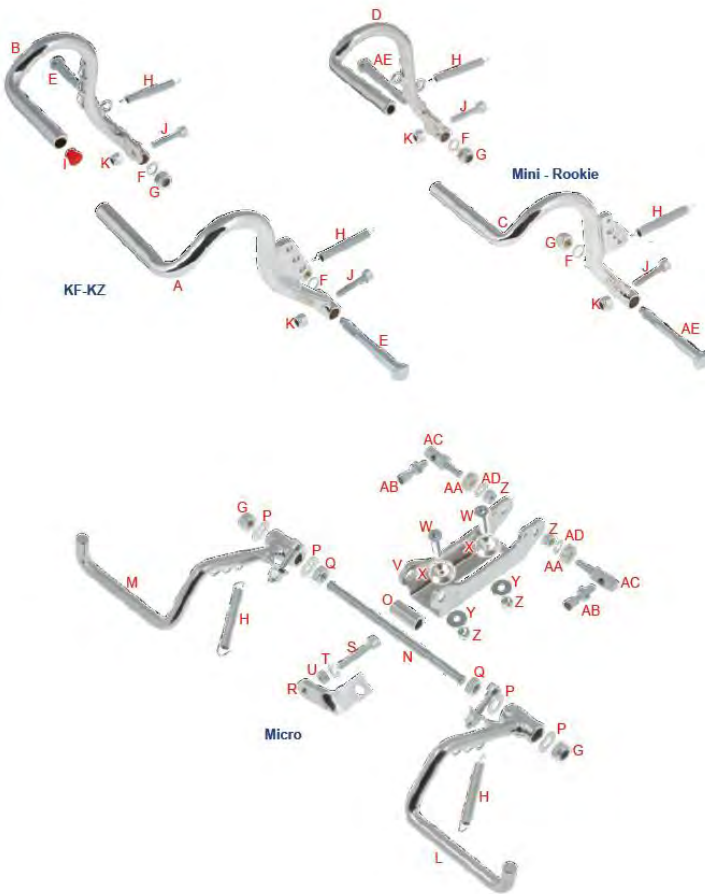 D
B
AE
H
E
H
J
J
K
F
K
F
I
G
G
Mini - Rookie
C
H
H
G
F
F
J
J
KF-KZ
A
K
K
E
AE
AC
AB
AA
AD
Z
W
W
G
P
Z
AD
X
P
V
X
AA
Q
AC
M
Y
AB
O
Z
Y
H
S
Z
N
T
U
Q
R
P
Micro
P
G
H
L